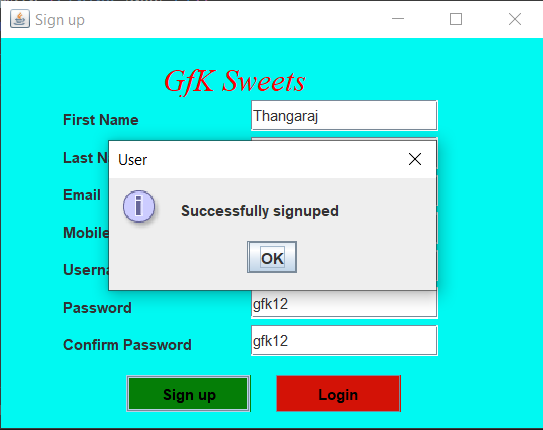 Sign up
GfK Sweets
First Name Thangaraj
Last N
User
Email
Successfully signuped
Mobile
OK
Userna
Password gfk12
Confirm Password gfk12
Sign up Login